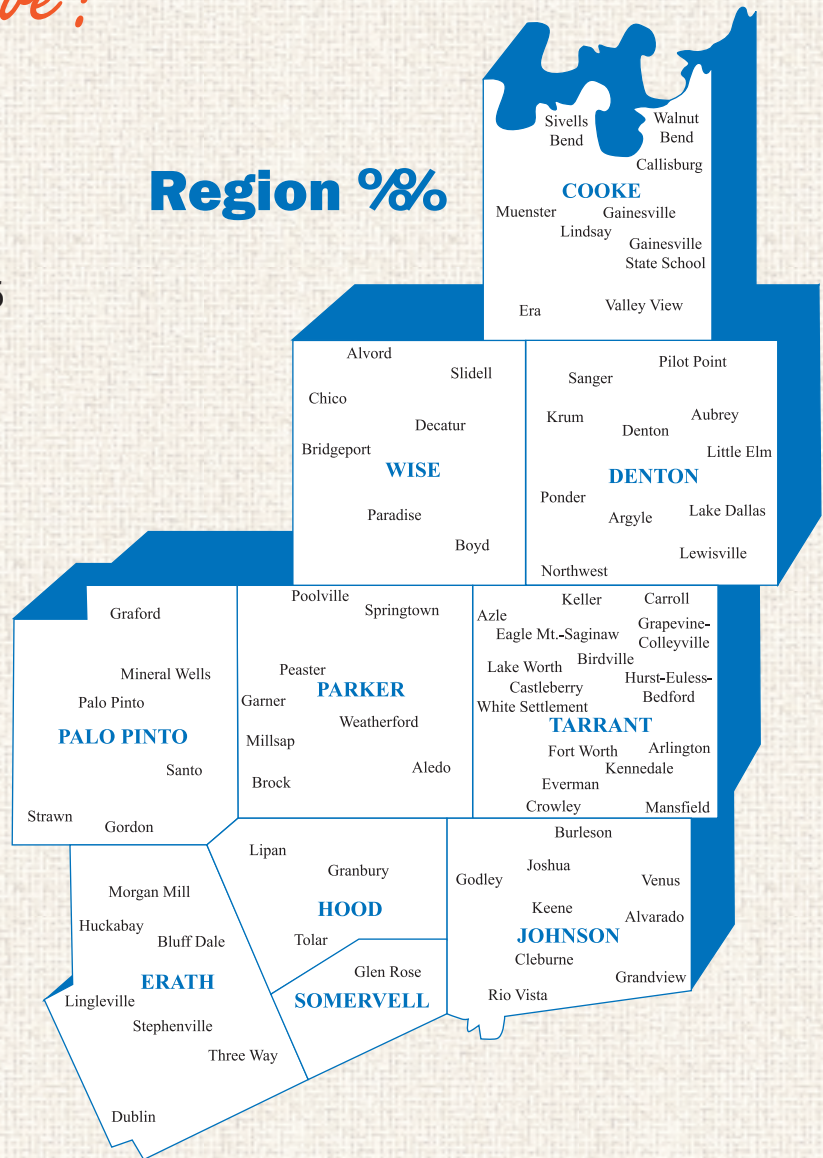 Region %%
Sivells
Bend
Walnut
Bend
Callisburg
COOKE
Muenster
Gainesville
Lindsay
Gainesville
State School
Era
Valley View
Alvord
Slidell
Chico
Decatur
Bridgeport
WISE
Paradise
Boyd
Pilot Point
Sanger
Krum
Aubrey
Denton
Little Elm
DENTON
Ponder
Argyle
Lake Dallas
Lewisville
Northwest
Graford
Mineral Wells
Palo Pinto
PALO PINTO
Santo
Strawn
Gordon
Poolville
Springtown
Peaster
PARKER
Garner
Weatherford
Millsap
Aledo
Brock
Keller
Carroll
Azle
Grapevine-
Colleyville
Eagle Mt.-Saginaw
Birdville
Lake Worth
Hurst-Euless-
Bedford
Castleberry
White Settlement
TARRANT
Fort Worth
Arlington
Kennedale
Everman
Crowley
Mansfield
Lipan
Granbury
HOOD
Tolar
Burleson
Joshua
Godley
Venus
Keene
Alvarado
JOHNSON
Cleburne
Grandview
Rio Vista
Glen Rose
SOMERVELL
Morgan Mill
Huckabay
Bluff Dale
ERATH
Lingleville
Stephenville
Three Way
Dublin